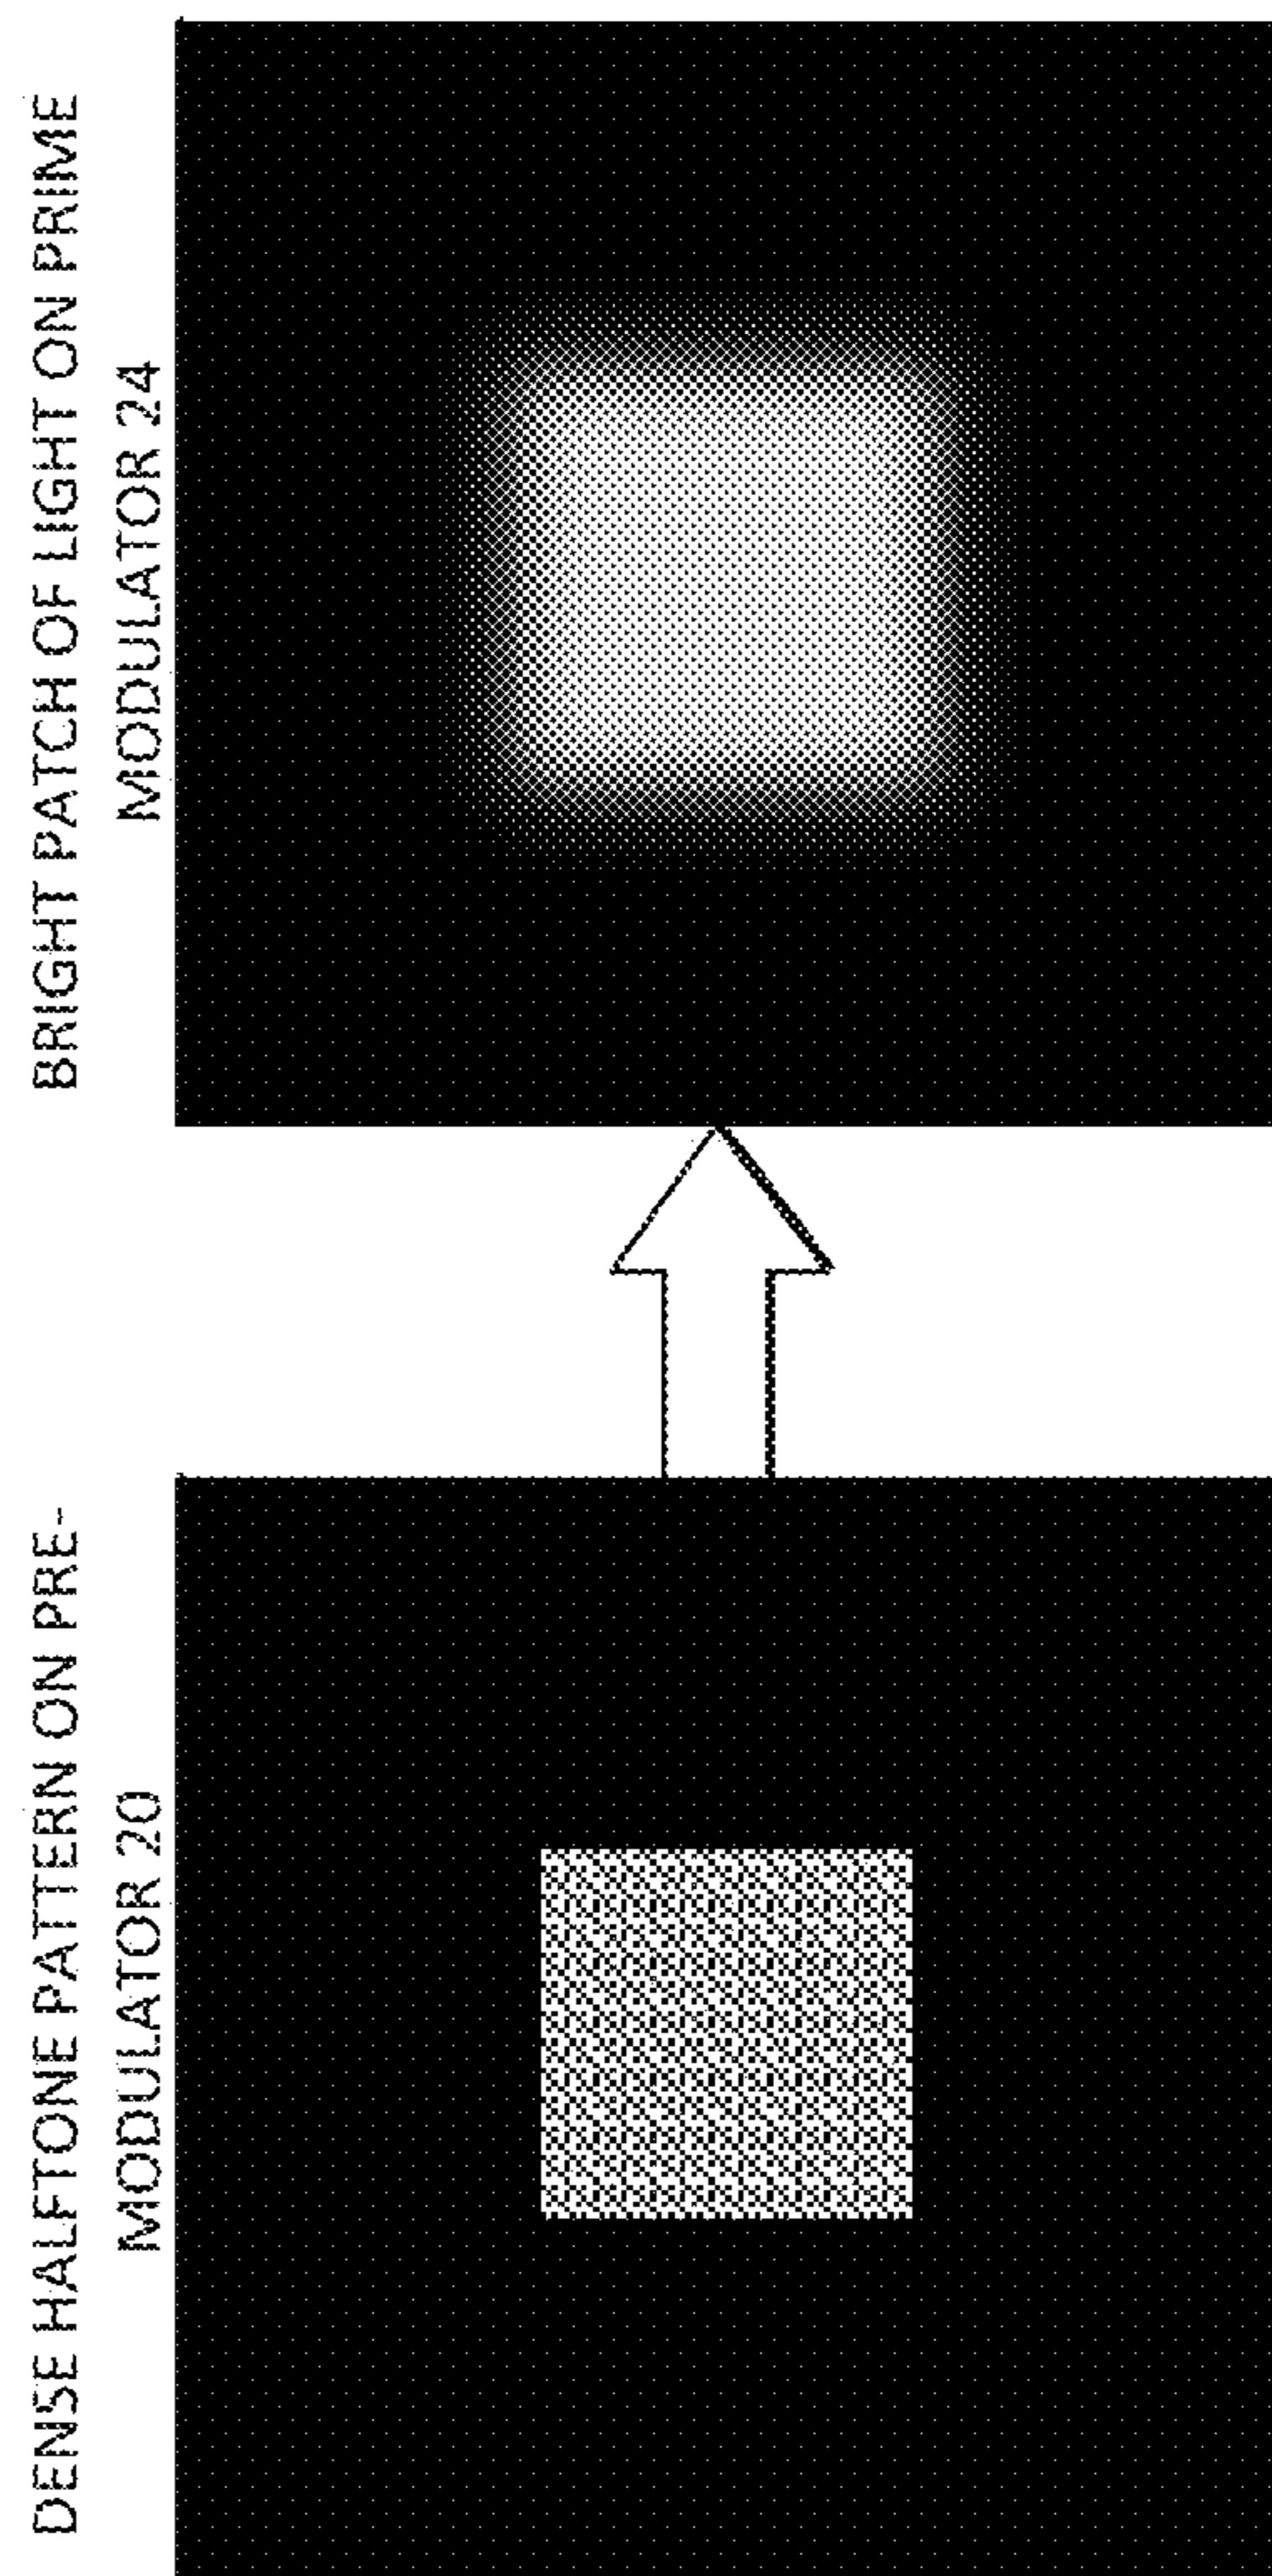 DENSE HALFTONE PATTERN ON PRE-
MODULATOR 20
BRIGHT PATCH OF LIGHT ON PRIME
MODULATOR 24